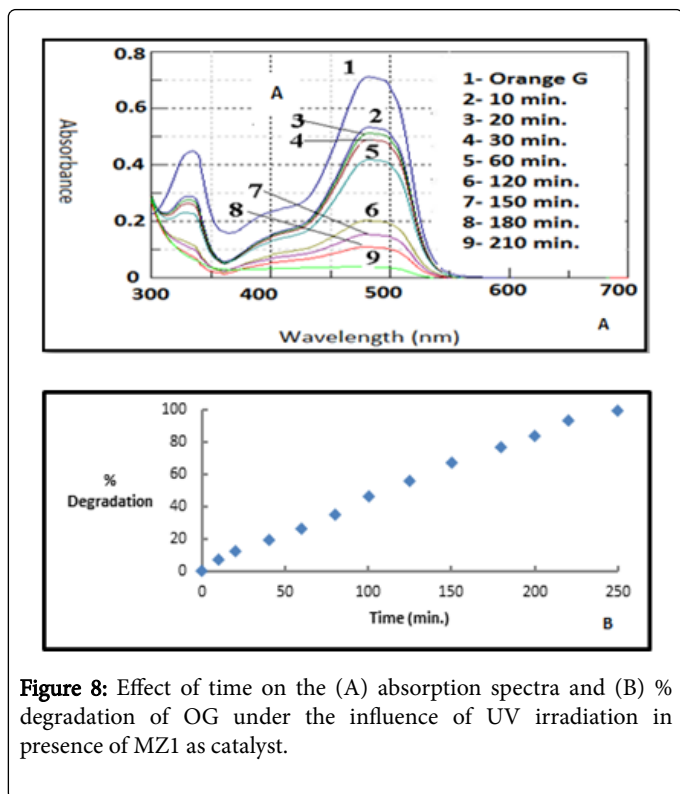 0.8
0.6
0.4
0.2
0
Absorbance
A
1
2
3
4
5
7
6
8
9
1- Orange G
2- 10 min.
3- 20 min.
4- 30 min.
5- 60 min.
6- 120 min.
7- 150 min.
8- 180 min.
9- 210 min.
300 400 500 600 700
Wavelength (nm)
A
100
80
60
40
20
0
%
Degradation
0 50 100 150 200 250
Time (min.)
B
Figure 8: Effect of time on the (A) absorption spectra and (B) %
degradation of OG under the influence of UV irradiation in
presence of MZ1 as catalyst.